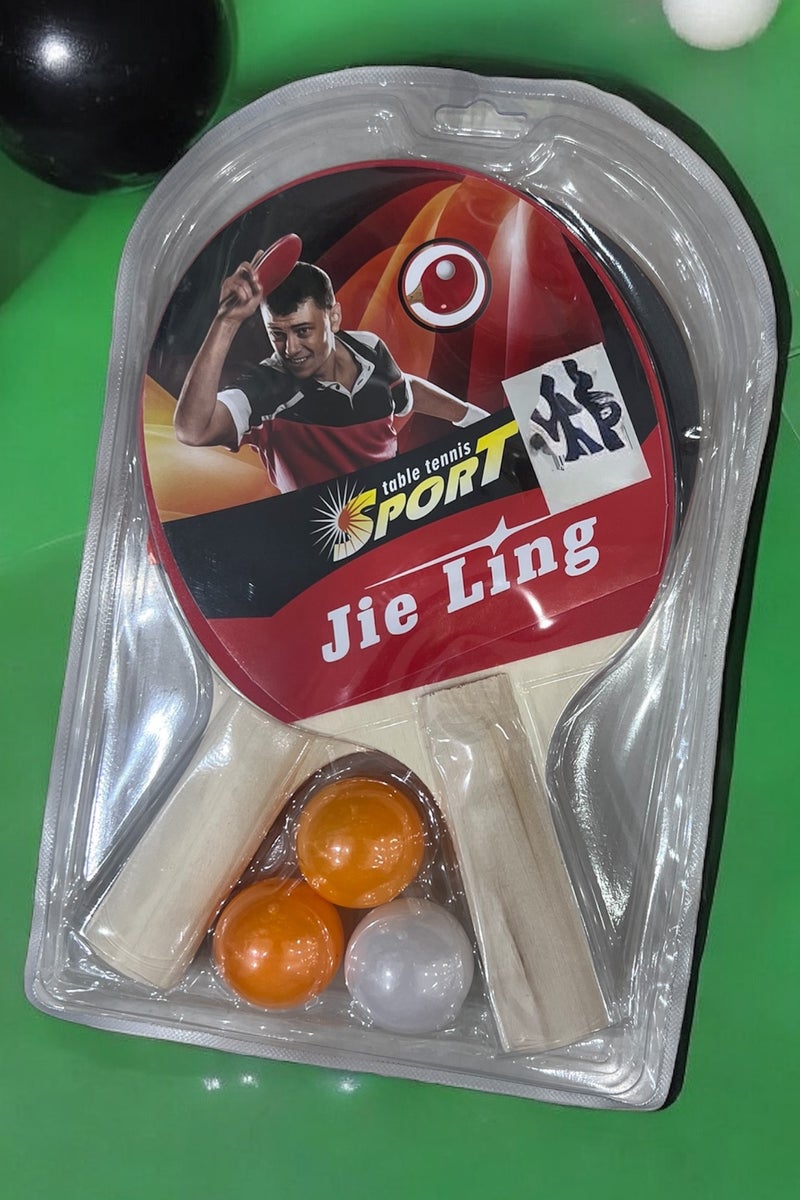 table tennis
SPORT
Jie Ling